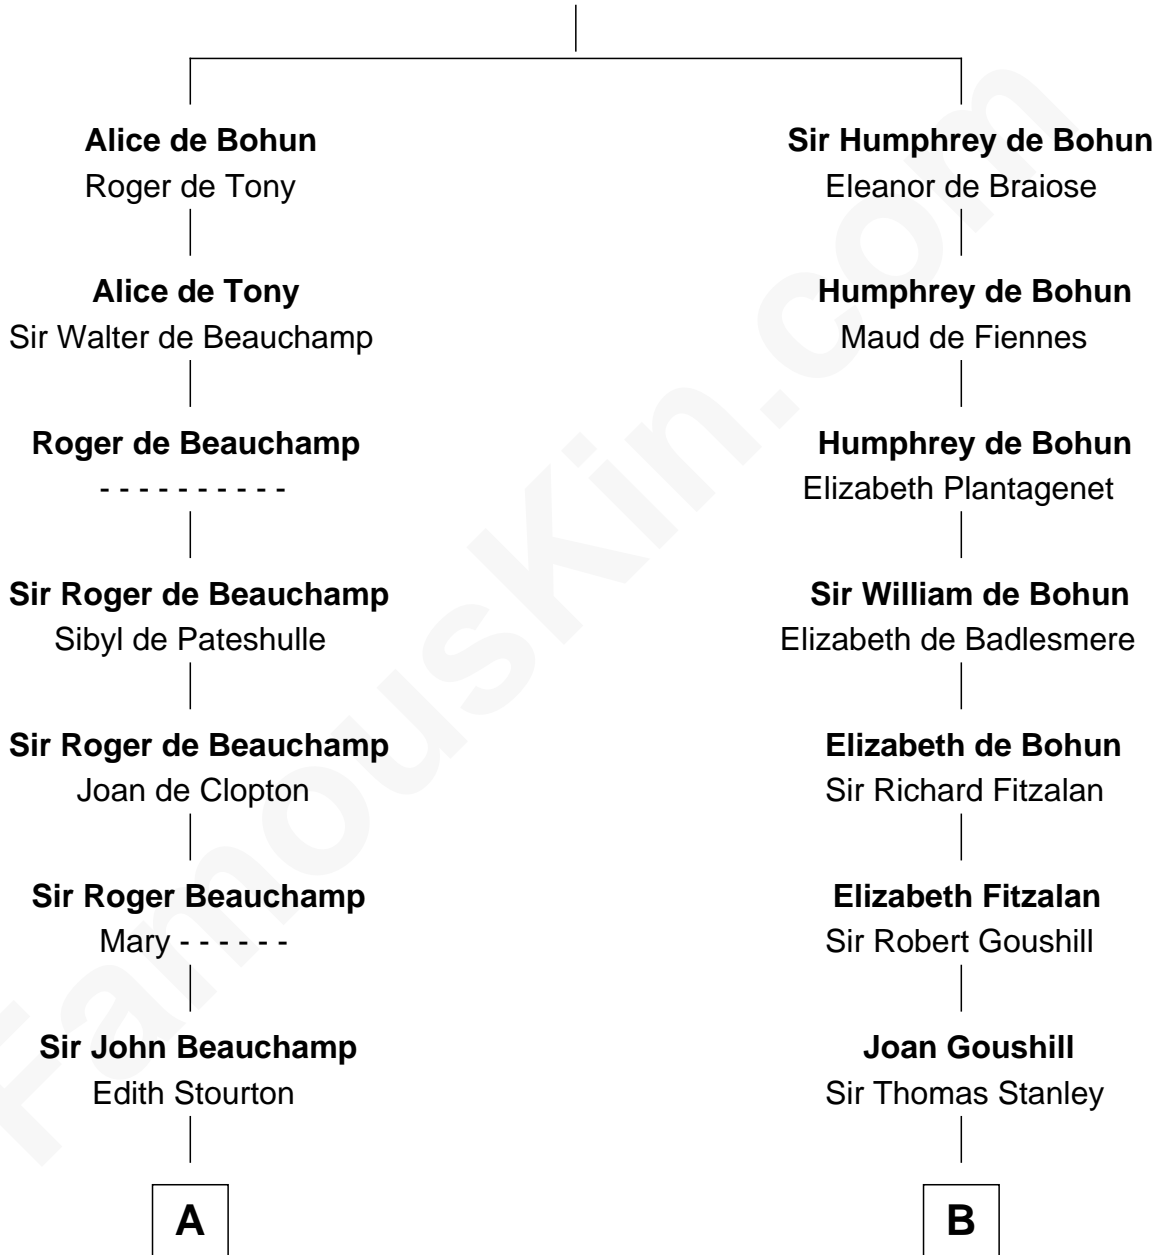 Alice de Bohun
Roger de Tony
Alice de Tony
Sir Walter de Beauchamp
Roger de Beauchamp
- - - - - - - - - -
Sir Roger de Beauchamp
Sibyl de Pateshulle
Sir Roger de Beauchamp
Joan de Clopton
Sir Roger Beauchamp
Mary - - - - - -
Sir John Beauchamp
Edith Stourton
A
Sir Humphrey de Bohun
Eleanor de Braiose
Humphrey de Bohun
Maud de Fiennes
Humphrey de Bohun
Elizabeth Plantagenet
Sir William de Bohun
Elizabeth de Badlesmere
Elizabeth de Bohun
Sir Richard Fitzalan
Elizabeth Fitzalan
Sir Robert Goushill
Joan Goushill
Sir Thomas Stanley
B
FamousKin.com